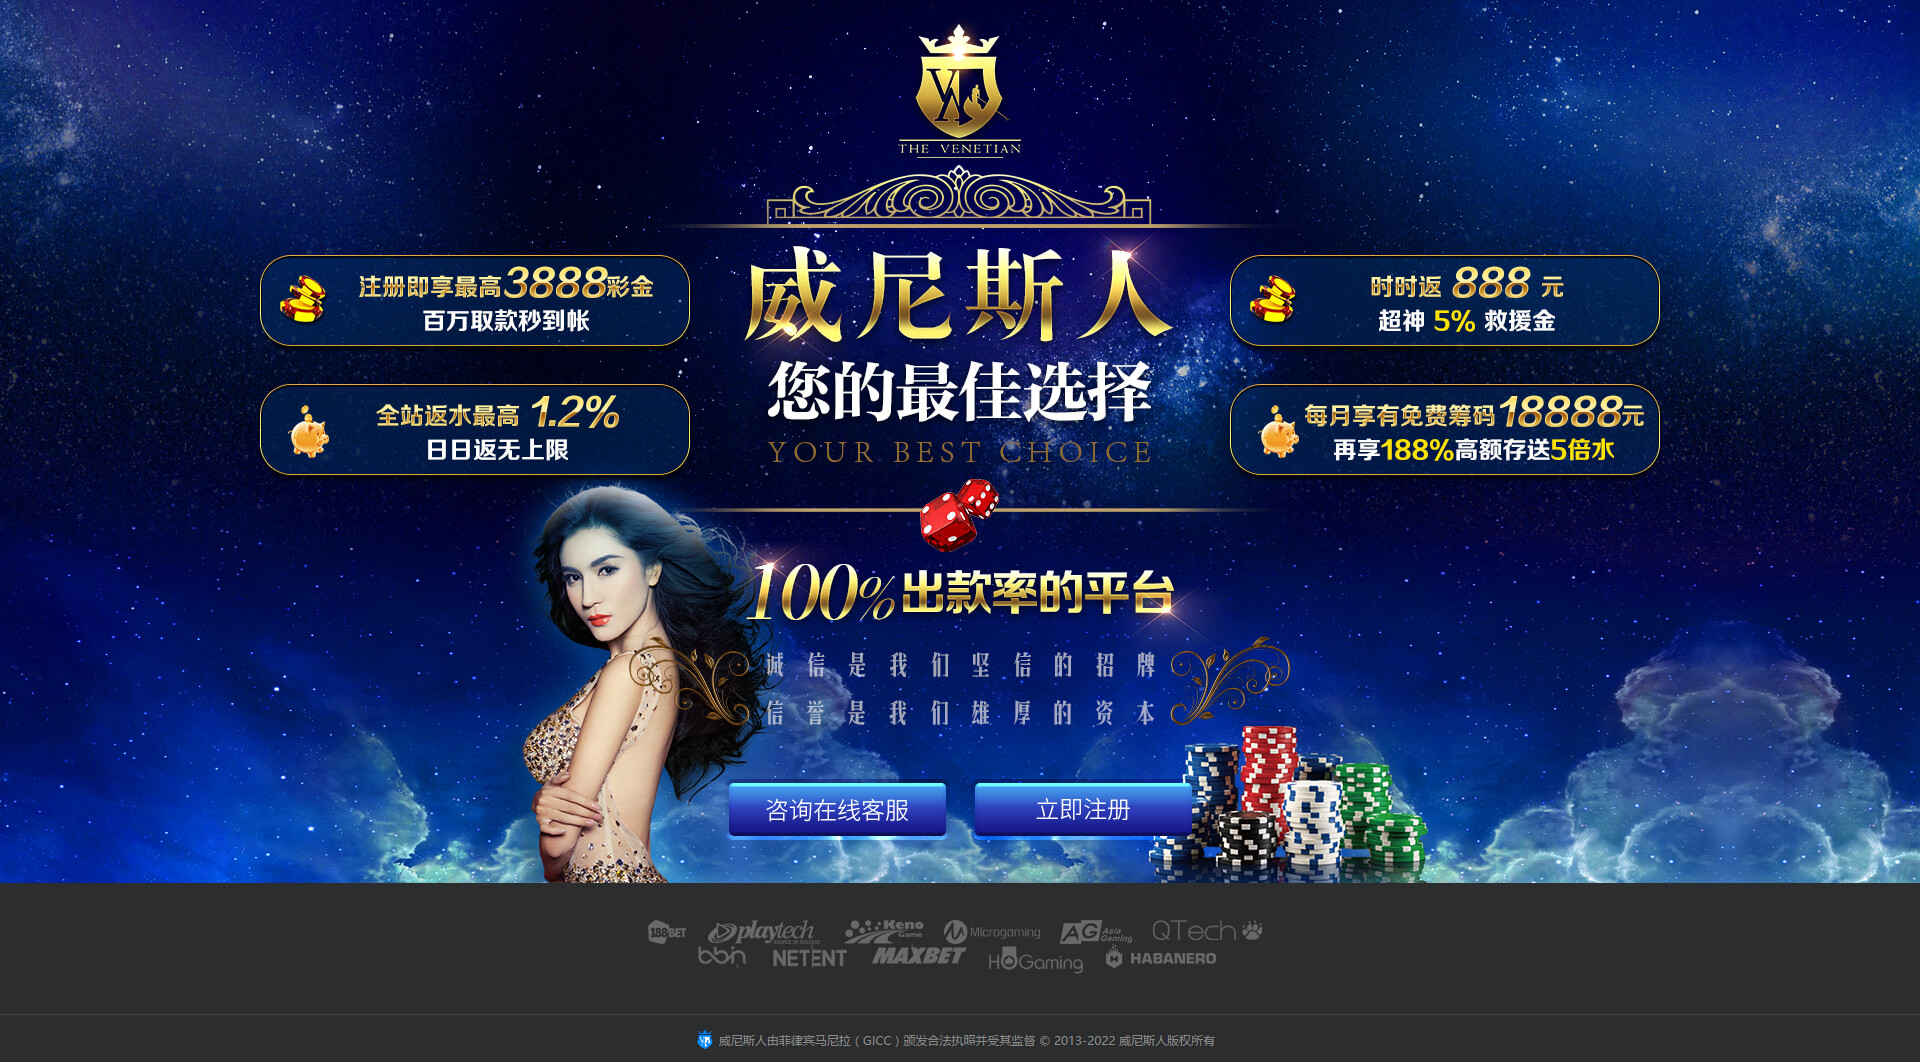 THE VENETIAN
威尼斯人
您的最佳选择
YOUR BEST CHOICE
注册即享最高3888彩金
百万取款秒到帐
全站返水最高 1.2%
日日返无上限
时时返 888 元
超神 5% 救援金
每月享有免费筹码18888元
再享188%高额存送5倍水
100%出款率的平台
诚信是我们坚信的招牌
信誉是我们雄厚的资本
咨询在线客服
立即注册
188BET
playtech
SOURCE OF SUCCESS
Keno Game
Microgaming
AG Asia Gaming
QTech
bbin
NETENT
MAXBET
HoGaming
HABANERO
威尼斯人由菲律宾马尼拉（GICC）颁发合法执照并受其监督 © 2013-2022 威尼斯人版权所有